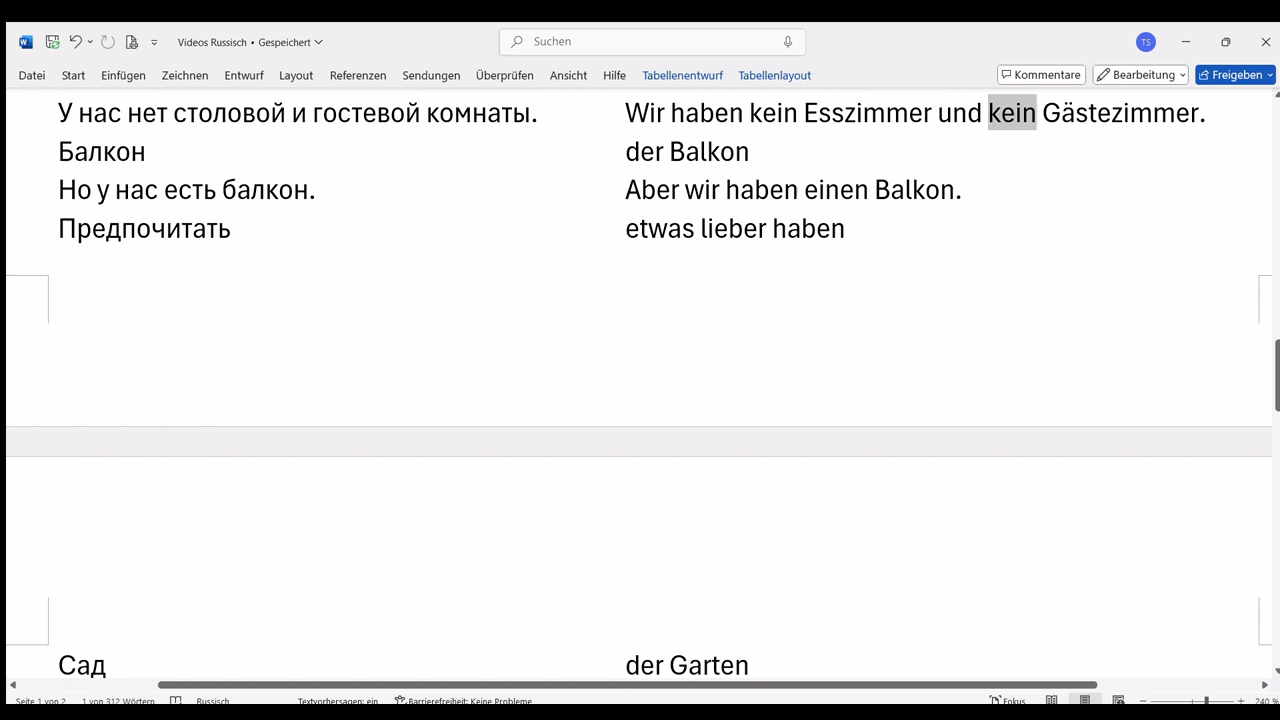 Videos Russisch • Gespeichert
Suchen
TS
Datei Start Einfügen Zeichnen Entwurf Layout Referenzen Sendungen Überprüfen Ansicht Hilfe Tabellenentwurf Tabellenlayout Kommentare Bearbeitung Freigeben
У нас нет столовой и гостевой комнаты. Wir haben kein Esszimmer und kein Gästezimmer.
Балкон der Balkon
Но у нас есть балкон. Aber wir haben einen Balkon.
Предпочитать etwas lieber haben
Сад der Garten
Seite 1 von 2 1 von 312 Wörtern Russisch Textvorhersagen: ein Barrierefreiheit: Keine Probleme Fokus 240 %